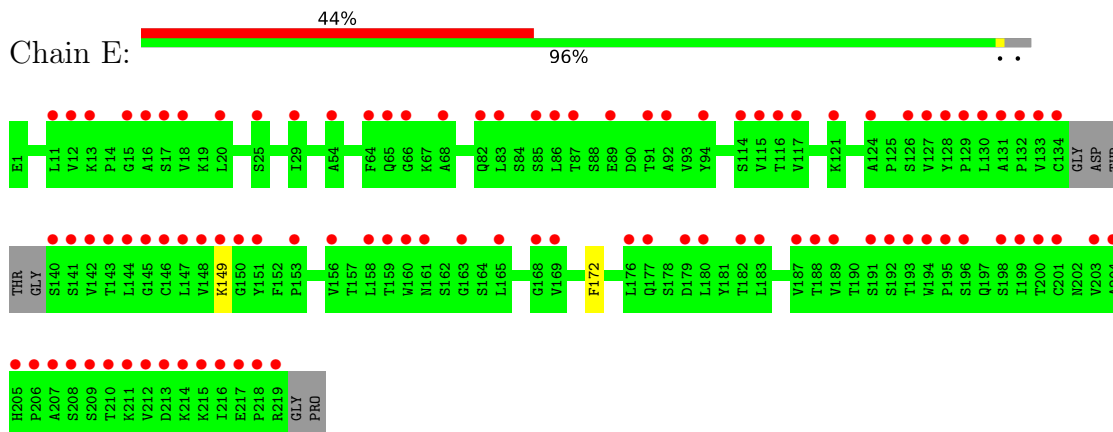 44%
Chain E:
96%
• •
E1 L11 V12 K13 P14 G15 A16 S17 V18 K19 L20 S25 I29 A54 F64 Q65 G66 K67 A68 Q82 L83 S84 S85 L86 T87 S88 E89 D90 T91 A92 V93 Y94 S114 V115 T116 V117 K121 A124 P125 S126 V127 Y128 P129 L130 A131 P132 V133 C134 GLY ASP THR
THR GLY S140 S141 V142 T143 L144 G145 C146 L147 V148 K149 G150 Y151 F152 P153 V156 T157 L158 T159 W160 N161 S162 G163 S164 L165 G168 V169 F172 L176 Q177 S178 D179 L180 Y181 T182 L183 V187 T188 V189 T190 S191 S192 T193 W194 P195 S196 Q197 S198 I199 T200 C201 N202 V203 A204
H205 P206 A207 S208 S209 T210 K211 V212 D213 K214 K215 I216 E217 P218 R219 GLY PRO